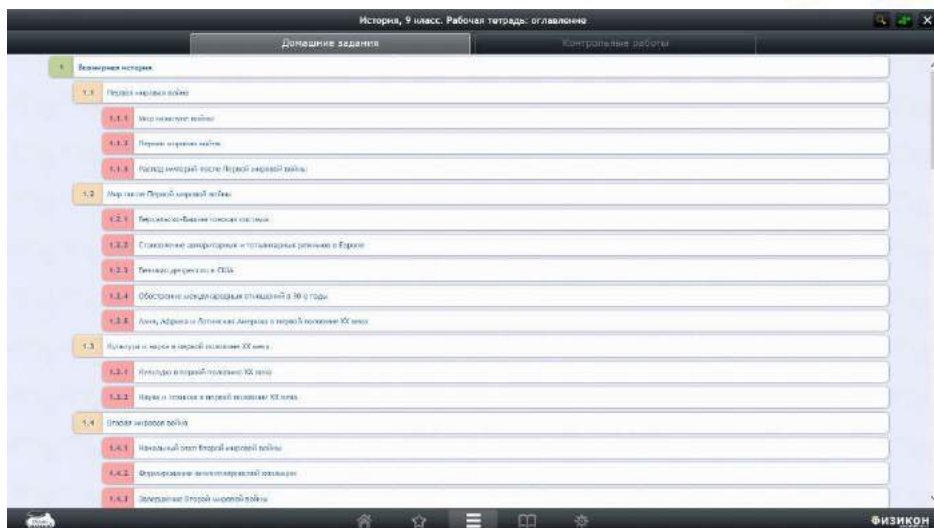 История, 9 класс. Рабочая тетрадь: оглавление
Домашние задания
Контрольные работы
Всемирная история
1.1 Первая мировая война
1.1.1 Мир накануне войны
1.1.2 Первая мировая война
1.1.3 Распад империй после Первой мировой войны
1.2 Мир после Первой мировой войны
1.2.1 Версальско-Вашингтонская система
1.2.2 Становление авторитарных и тоталитарных режимов в Европе
1.2.3 Великая депрессия в США
1.2.4 Обострение международных отношений в 30-е годы
1.2.5 Азия, Африка и Латинская Америка в первой половине XX века
1.3 Культура и наука в первой половине XX века
1.3.1 Культура в первой половине XX века
1.3.2 Наука и техника в первой половине XX века
1.4 Вторая мировая война
1.4.1 Начальный этап Второй мировой войны
1.4.2 Формирование антигитлеровской коалиции
1.4.3 Завершение Второй мировой войны
ФИЗИКОН